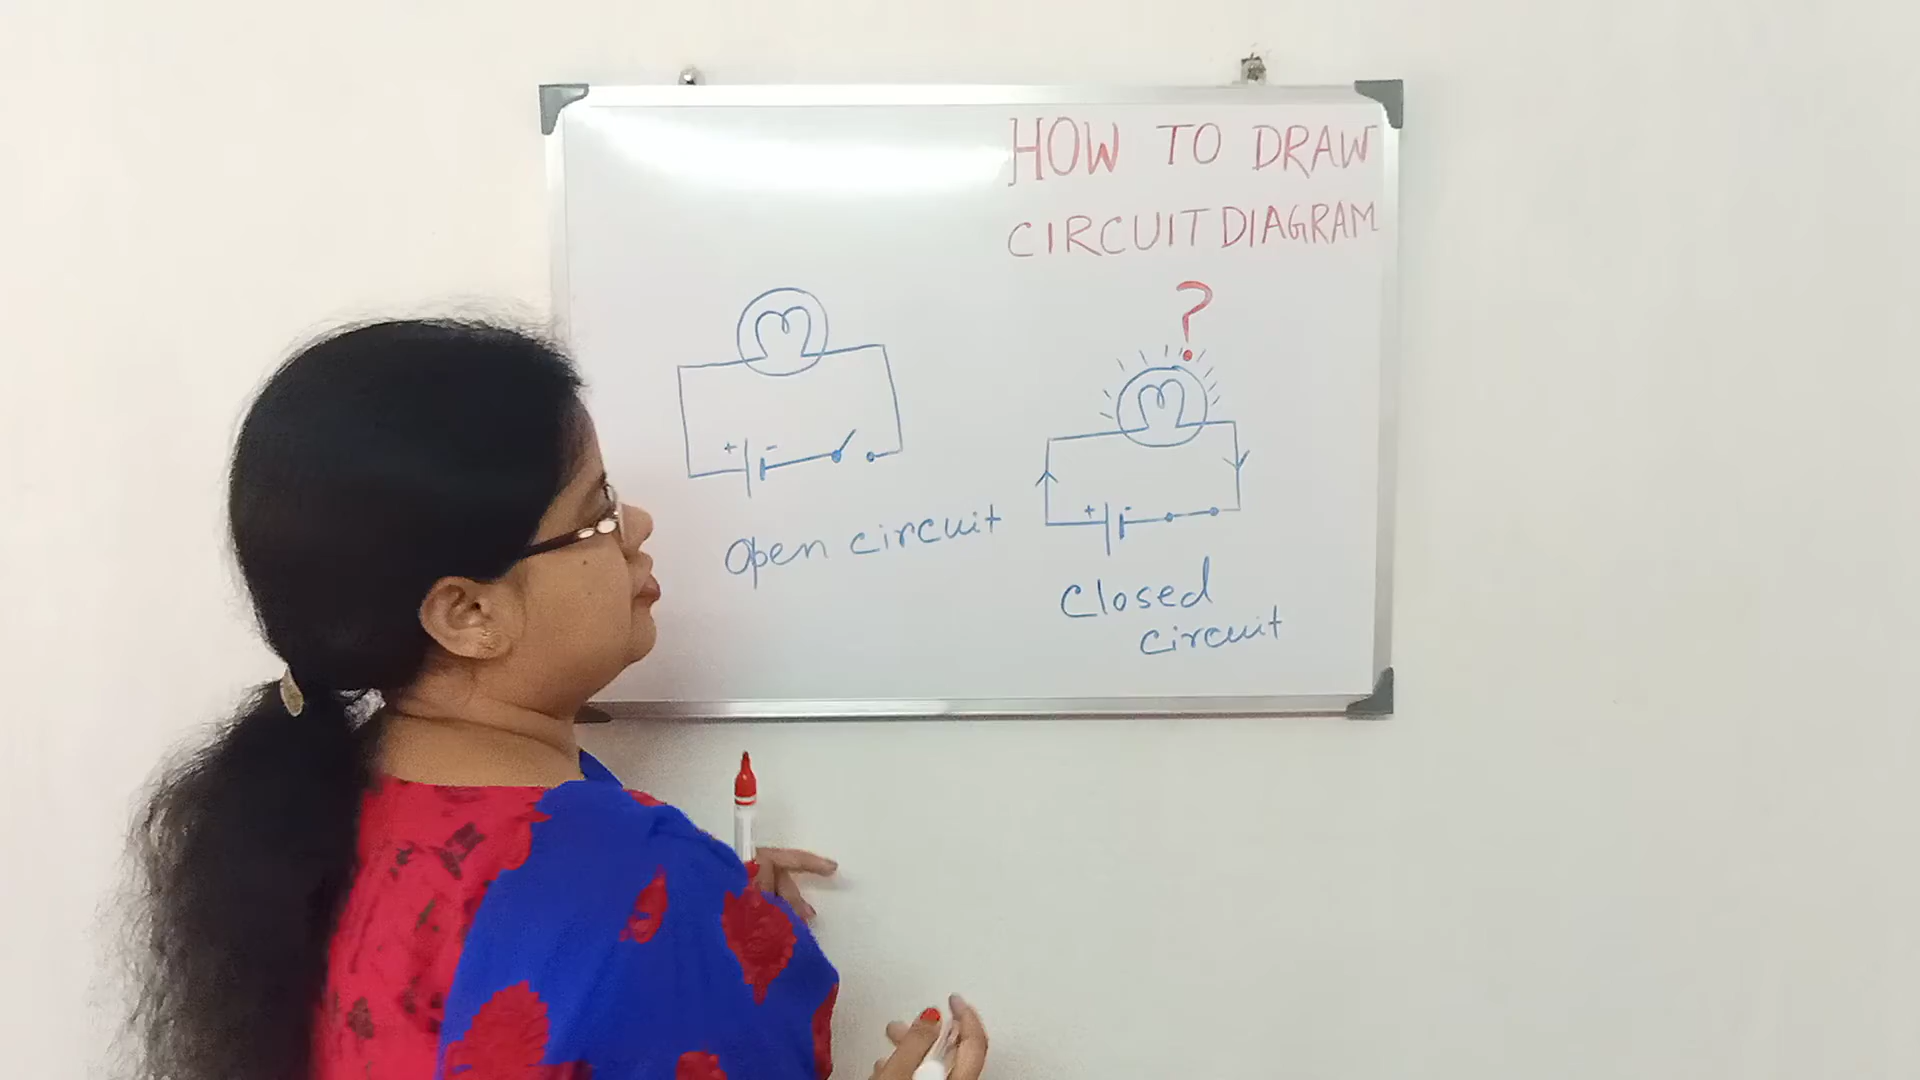 HOW TO DRAW
CIRCUIT DIAGRAM
?
+ -
open circuit
+ -
closed
circuit